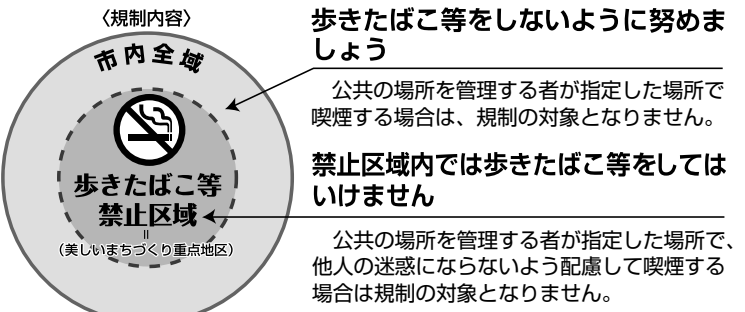 〈規制内容〉
市内全域
歩きたばこ等
禁止区域
=
(美しいまちづくり重点地区)
歩きたばこ等をしないように努めま
しょう
公共の場所を管理する者が指定した場所で
喫煙する場合は、規制の対象となりません。
禁止区域内では歩きたばこ等をしては
いけません
公共の場所を管理する者が指定した場所で、
他人の迷惑にならないよう配慮して喫煙する
場合は規制の対象となりません。